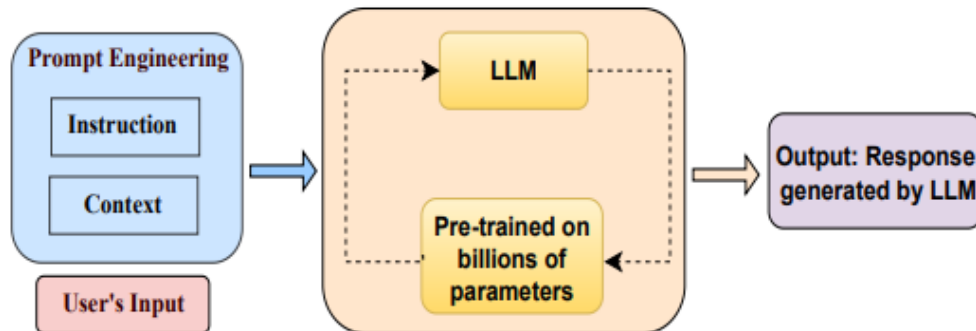 Prompt Engineering
Instruction
Context
User's Input
LLM
Pre-trained on
billions of
parameters
Output: Response
generated by LLM